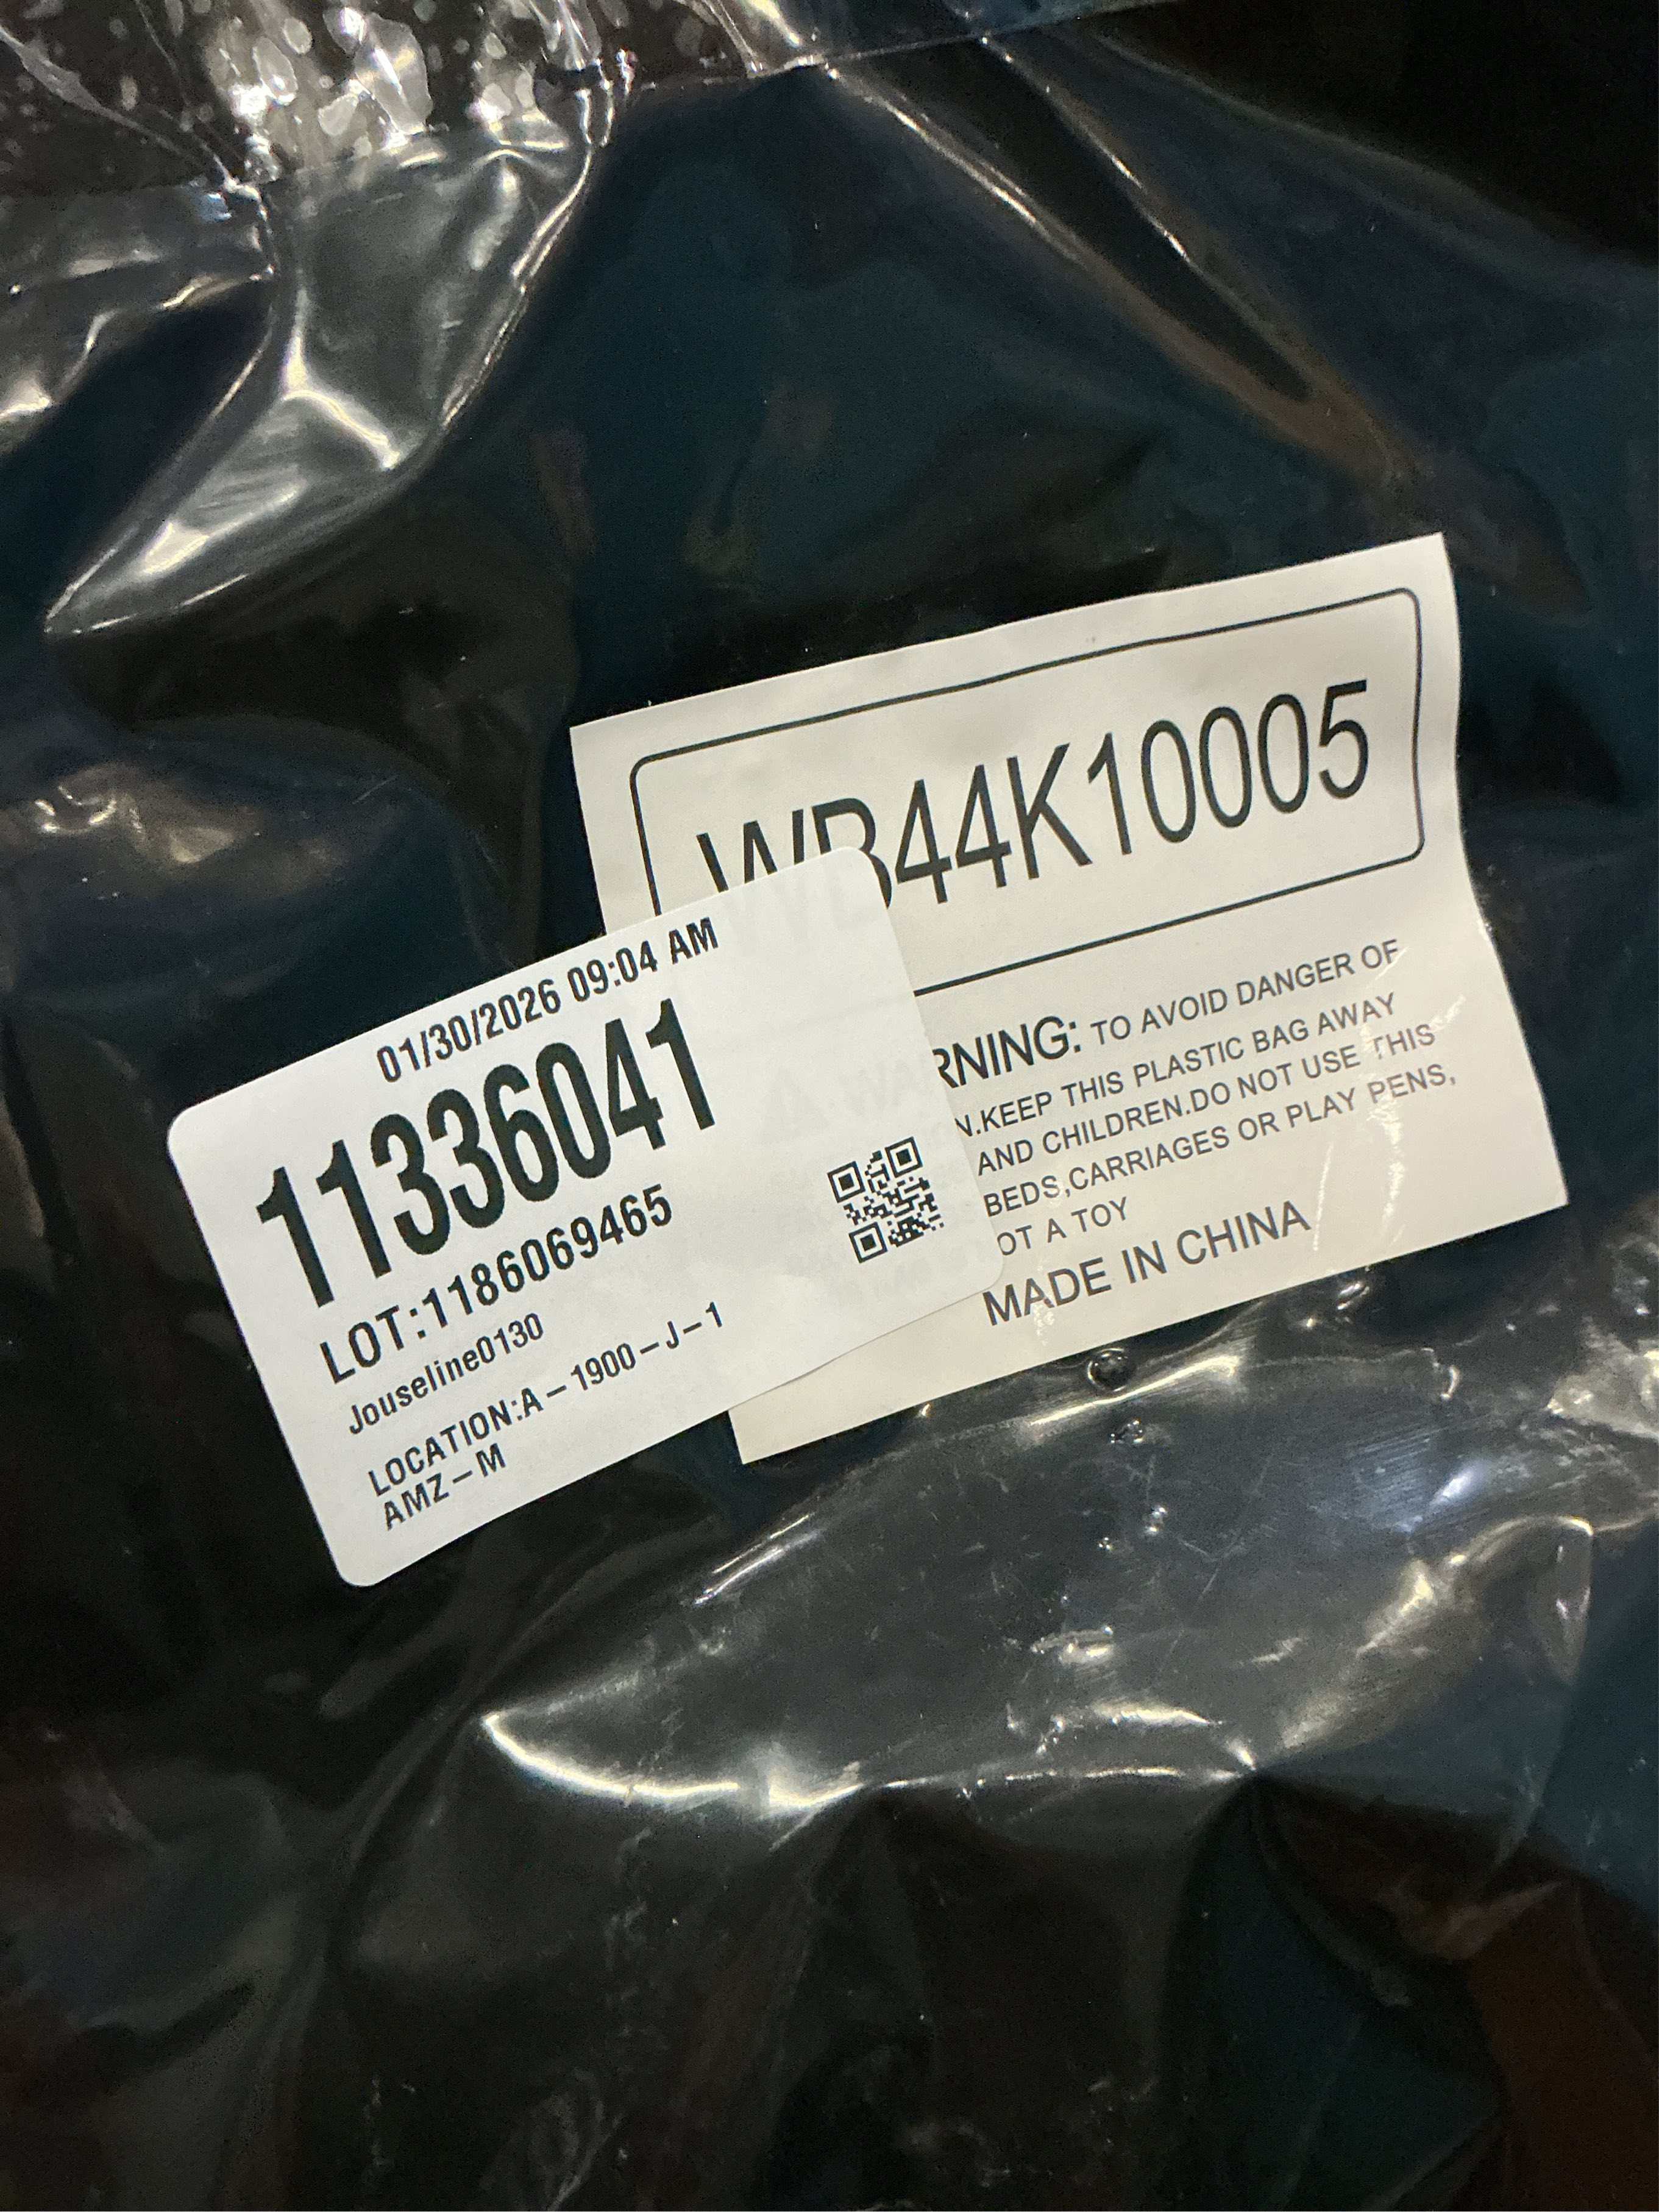 WB44K10005
RNING: TO AVOID DANGER OF
N.KEEP THIS PLASTIC BAG AWAY
AND CHILDREN.DO NOT USE THIS
BEDS,CARRIAGES OR PLAY PENS,
OT A TOY
MADE IN CHINA
01/30/2026 09:04 AM
11336041
LOT:1186069465
Jouseline0130
LOCATION:A-1900-J-1
AMZ-M